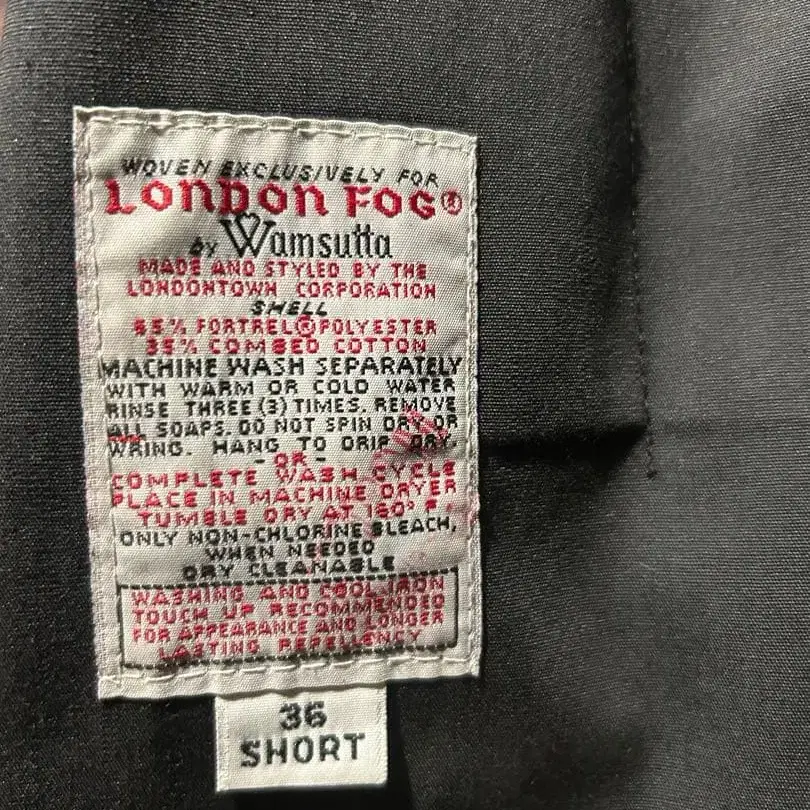 WOVEN EXCLUSIVELY FOR
LONDON FOG®
BY Wamsutta
MADE AND STYLED BY THE
LONDONTOWN CORPORATION
SHELL
65% FORTREL® POLYESTER
35% COMBED COTTON
MACHINE WASH SEPARATELY
WITH WARM OR COLD WATER
RINSE THREE (3) TIMES. REMOVE
ALL SOAPS. DO NOT SPIN DRY OR
WRING. HANG TO DRIP DRY.
- OR -
COMPLETE WASH CYCLE
PLACE IN MACHINE DRYER
TUMBLE DRY AT 160° F.
ONLY NON-CHLORINE BLEACH,
WHEN NEEDED
DRY CLEANABLE
WASHING AND COOL IRON
TOUCH UP RECOMMENDED
FOR APPEARANCE AND LONGER
LASTING REPELLENCY
36
SHORT